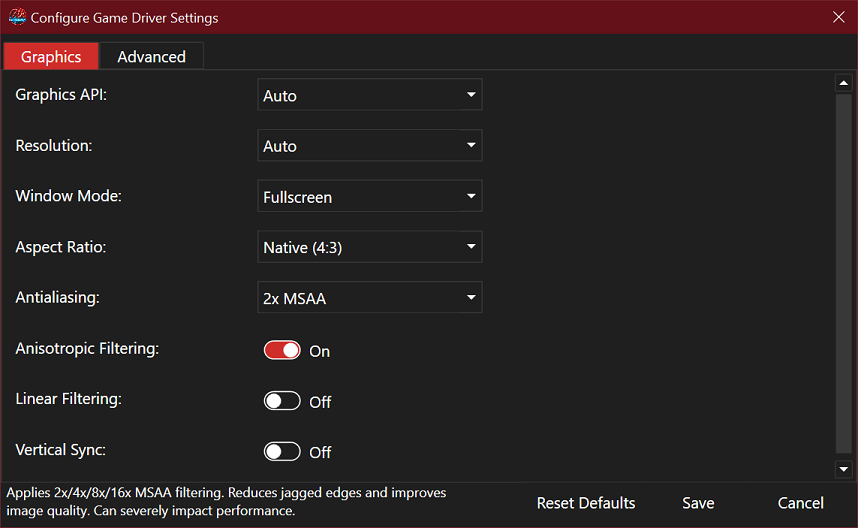 Configure Game Driver Settings
Graphics Advanced
Graphics API: Auto
Resolution: Auto
Window Mode: Fullscreen
Aspect Ratio: Native (4:3)
Antialiasing: 2x MSAA
Anisotropic Filtering: On
Linear Filtering: Off
Vertical Sync: Off
Applies 2x/4x/8x/16x MSAA filtering. Reduces jagged edges and improves
image quality. Can severely impact performance.
Reset Defaults Save Cancel